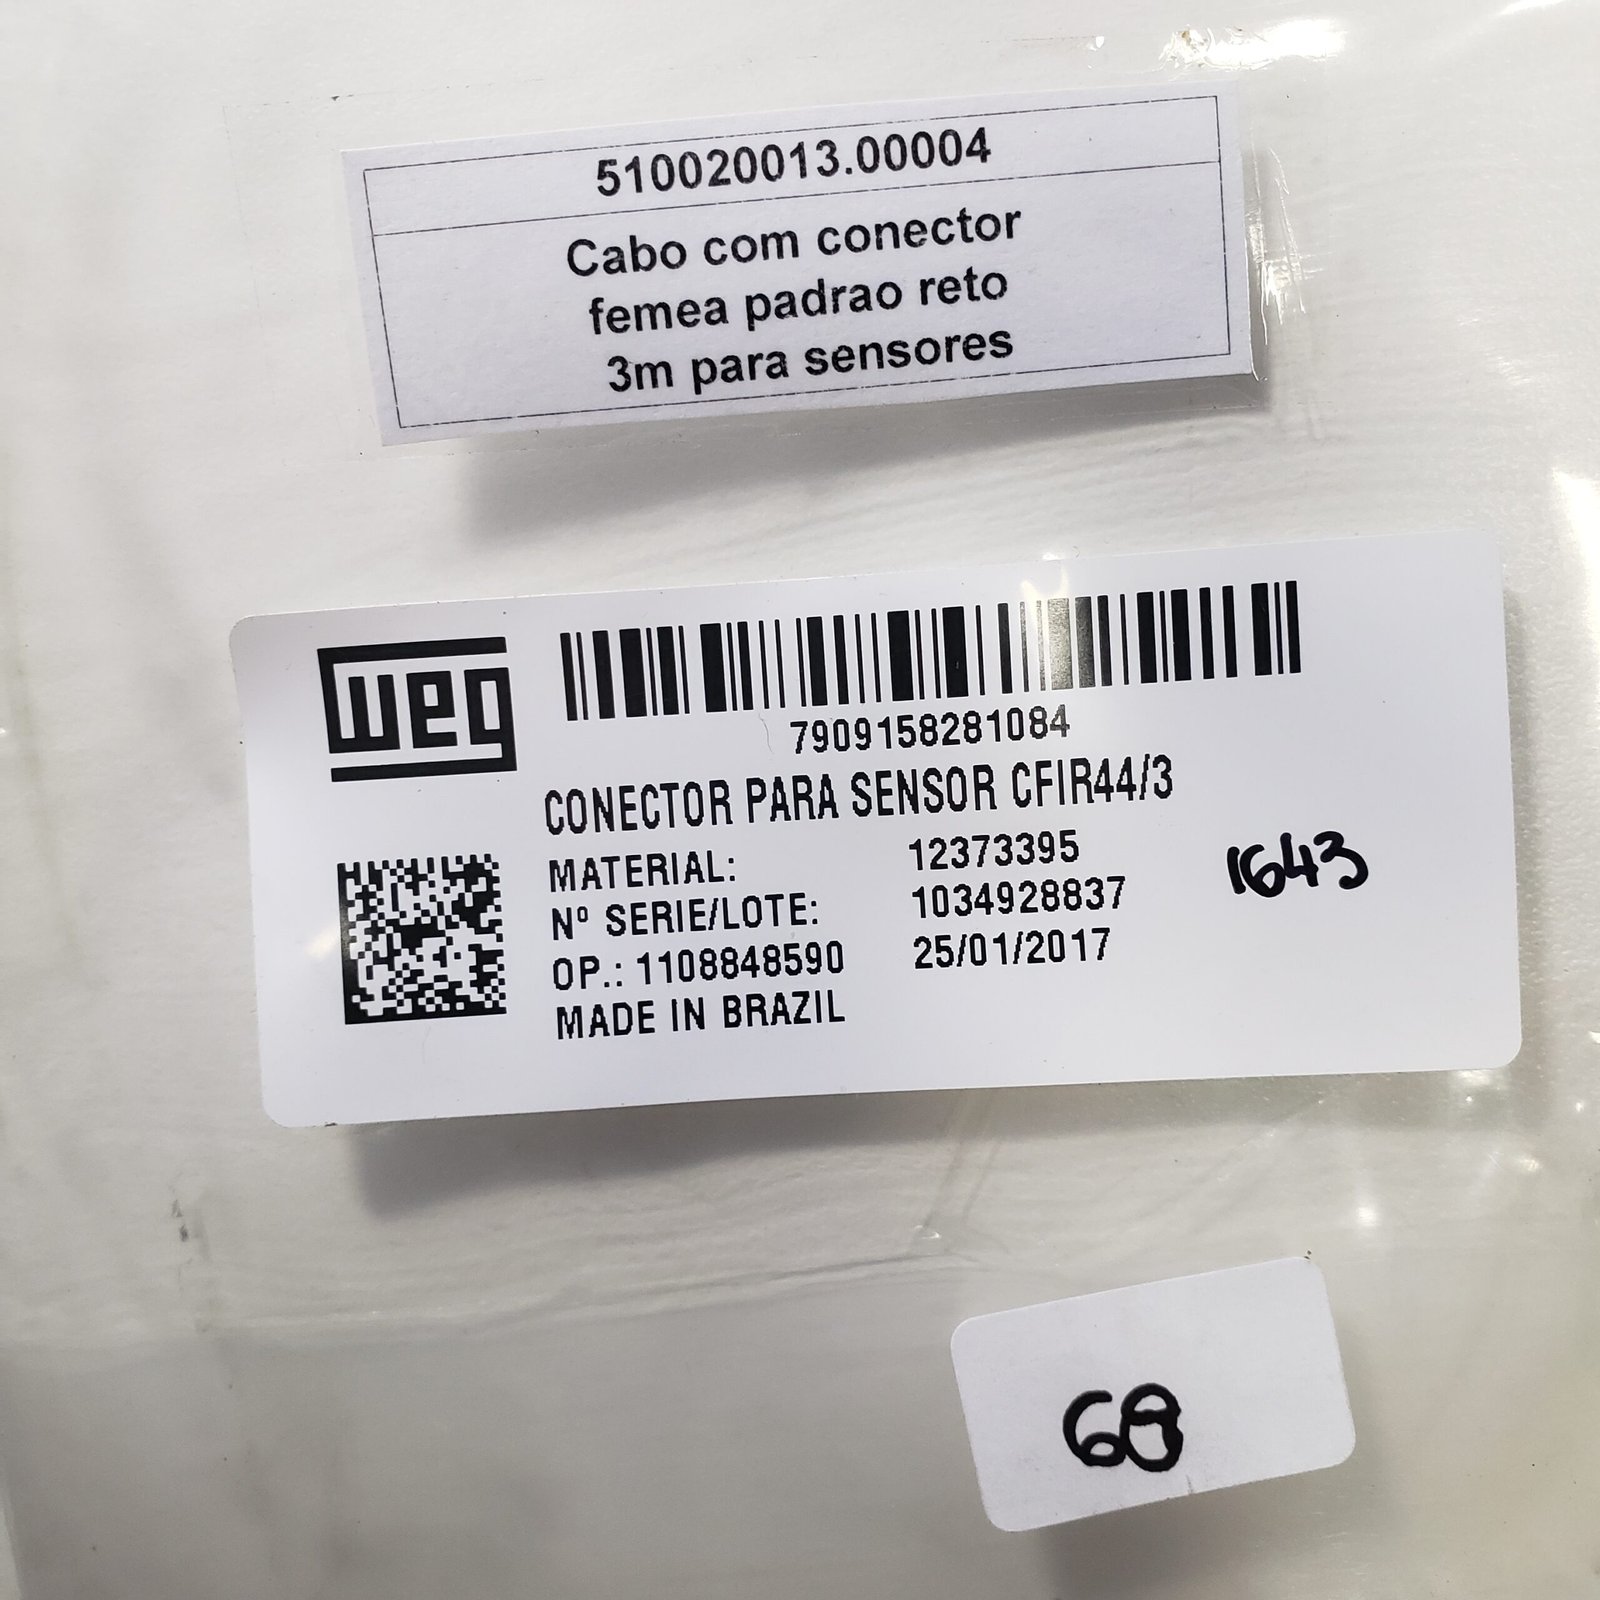 510020013.00004
Cabo com conector
femea padrao reto
3m para sensores
weg
7909158281084
CONECTOR PARA SENSOR CFIR44/3
MATERIAL: 12373395
Nº SERIE/LOTE: 1034928837
1643
OP.: 1108848590 25/01/2017
MADE IN BRAZIL
68